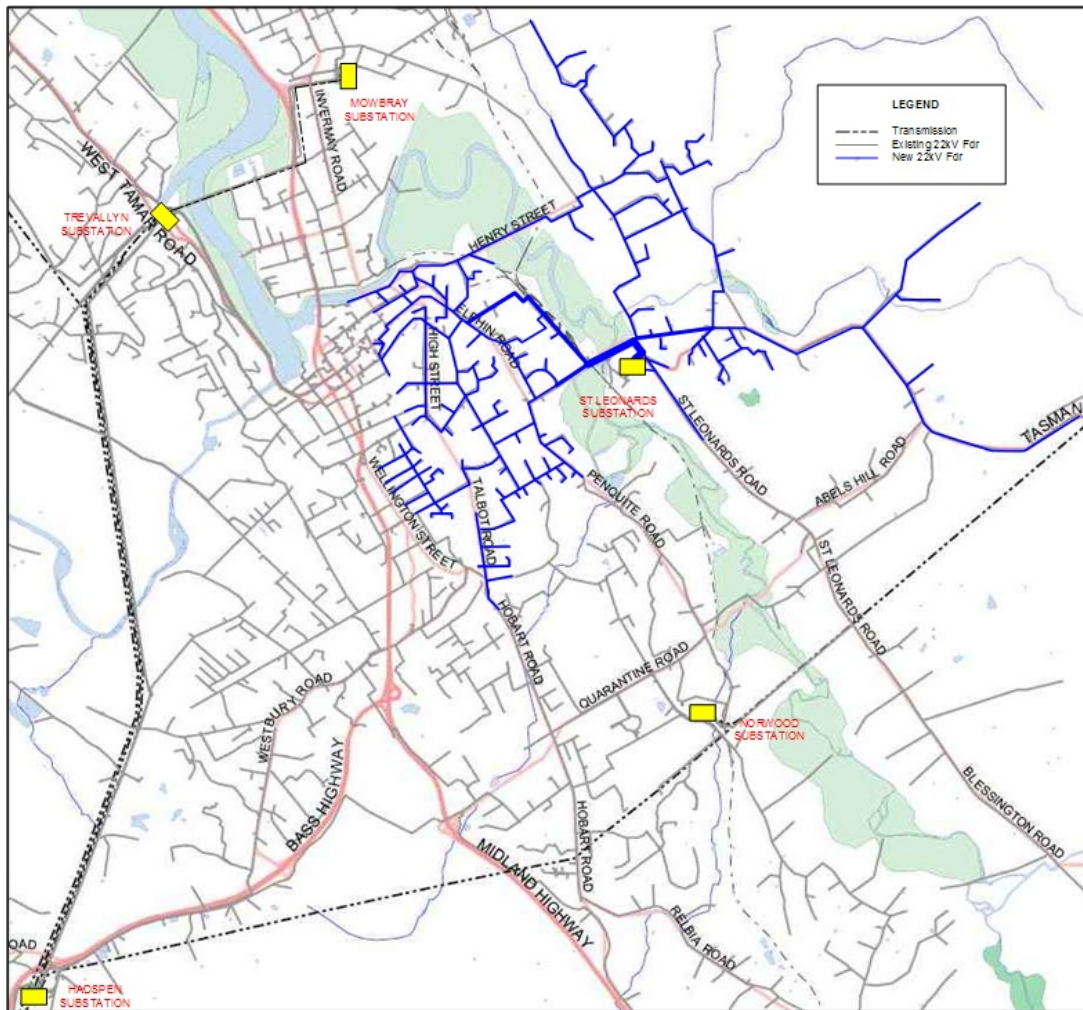 MOWBRAY
SUBSTATION
LEGEND
Transmission
Existing 22kV Fdr
New 22kV Fdr
INVERMAY ROAD
WEST TAMAR ROAD
TREVALLYN
SUBSTATION
HENRY STREET
ELPHIN ROAD
HIGH STREET
ST LEONARDS
SUBSTATION
ST LEONARDS ROAD
TASMAN
ABELS HILL ROAD
PENQUITE ROAD
WELLINGTON STREET
TALBOT ROAD
ST LEONARDS ROAD
HOBART ROAD
QUARANTINE ROAD
WESTBURY ROAD
NORWOOD
SUBSTATION
BASS HIGHWAY
BLESSINGTON ROAD
HOBART ROAD
MIDLAND HIGHWAY
RELBIA ROAD
OAD
HADSPEN
SUBSTATION